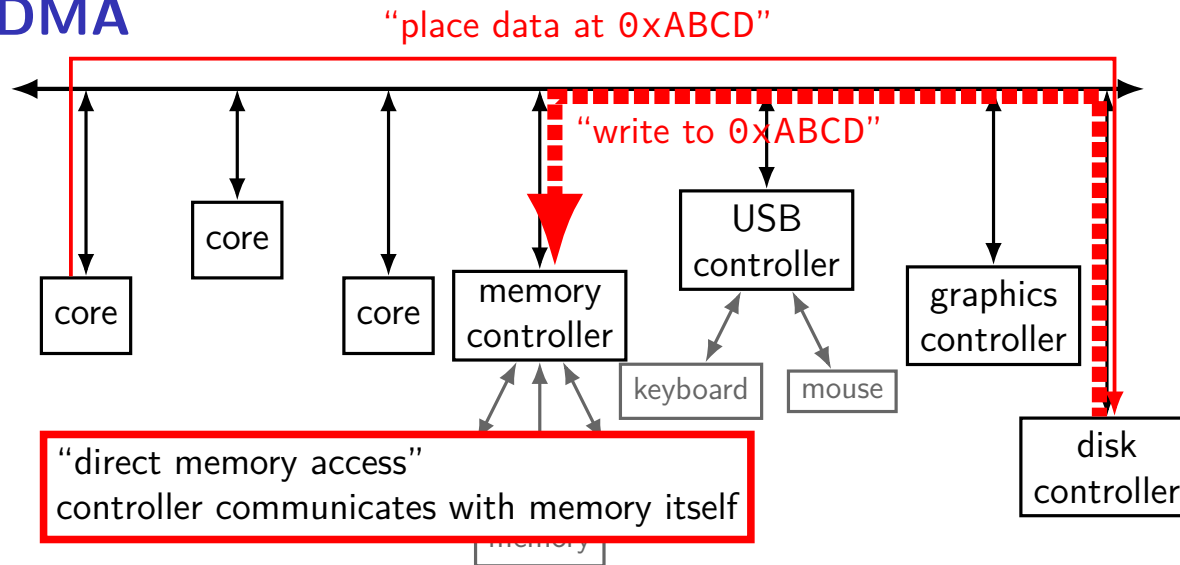 DMA
“place data at 0xABCD”
“write to 0xABCD”
core
USB
controller
core
core
memory
controller
graphics
controller
keyboard
mouse
“direct memory access”
controller communicates with memory itself
disk
controller
memory